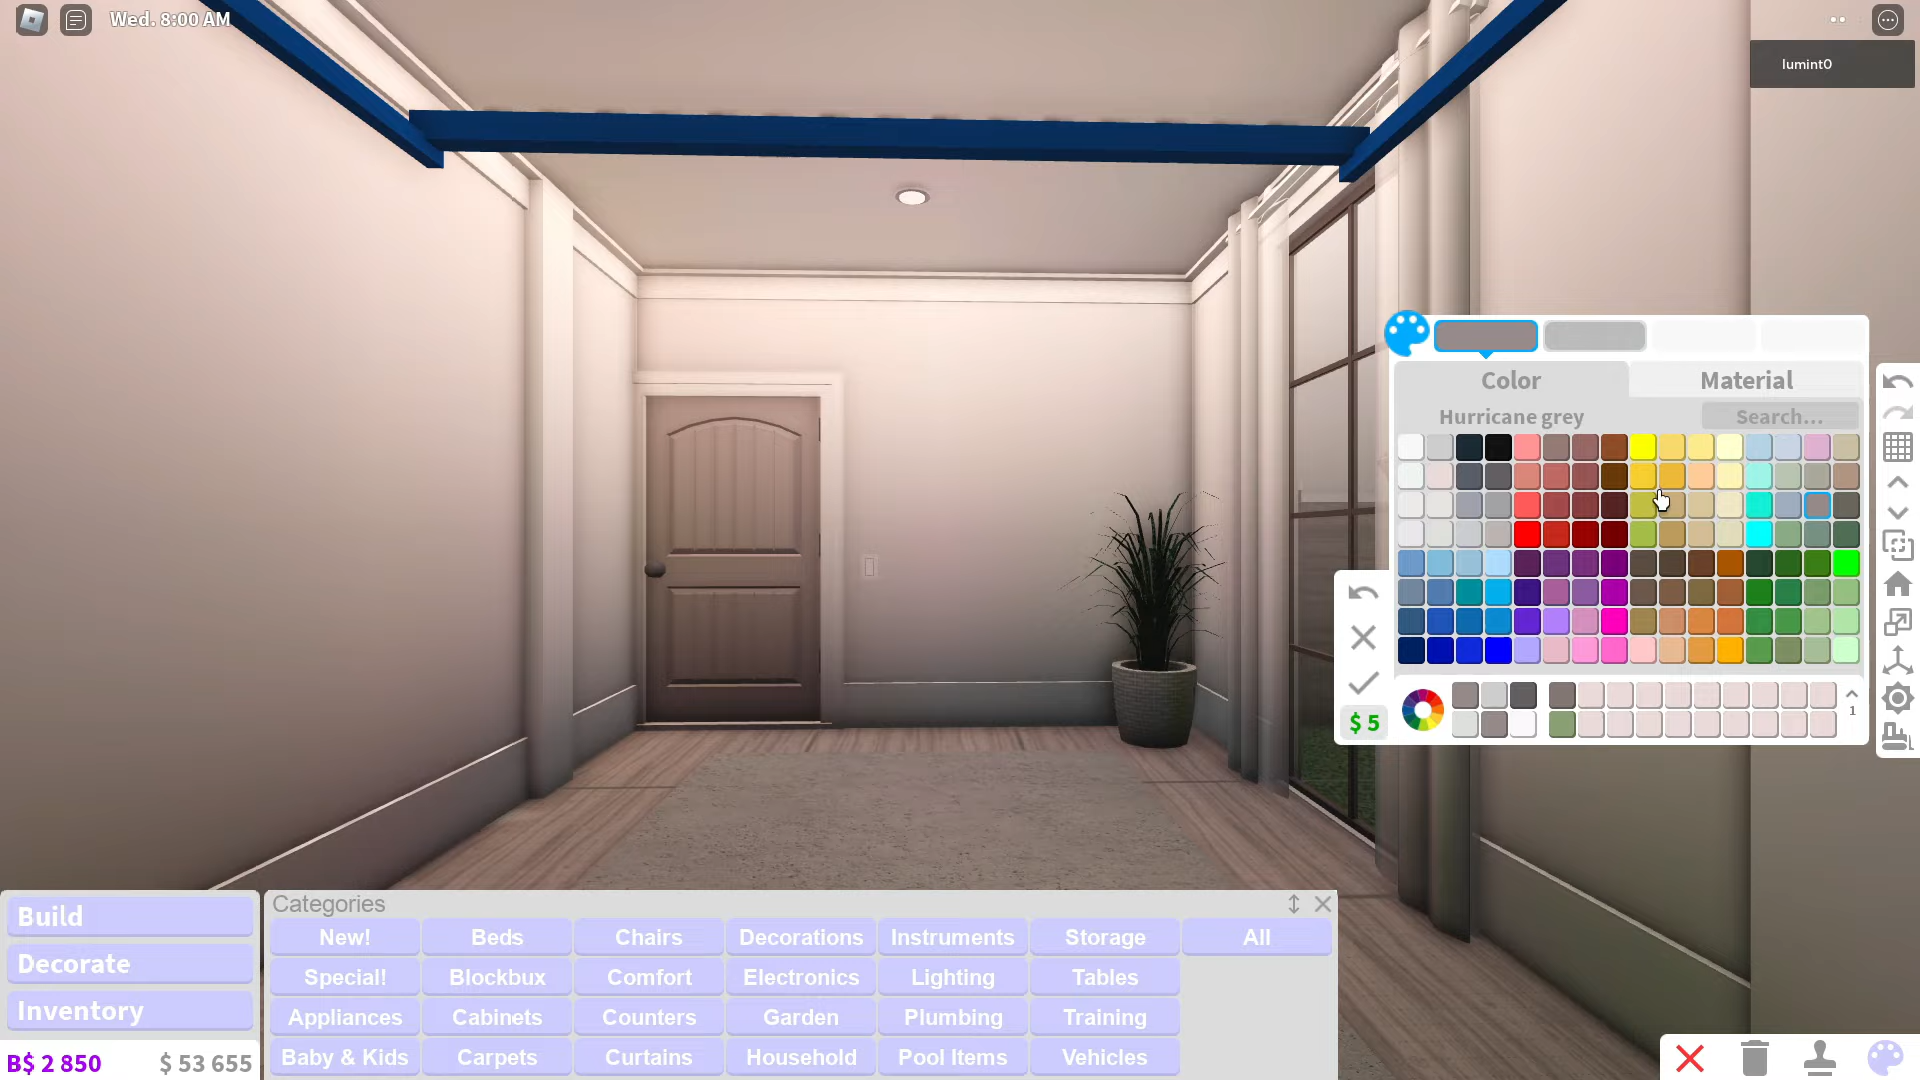 Wed. 8:00 AM
lumint0
Color
Material
Hurricane grey
Search...
$ 5
1
Build
Decorate
Inventory
B$ 2 850
$ 53 655
Categories
New! Beds Chairs Decorations Instruments Storage All
Special! Blockbux Comfort Electronics Lighting Tables
Appliances Cabinets Counters Garden Plumbing Training
Baby & Kids Carpets Curtains Household Pool Items Vehicles